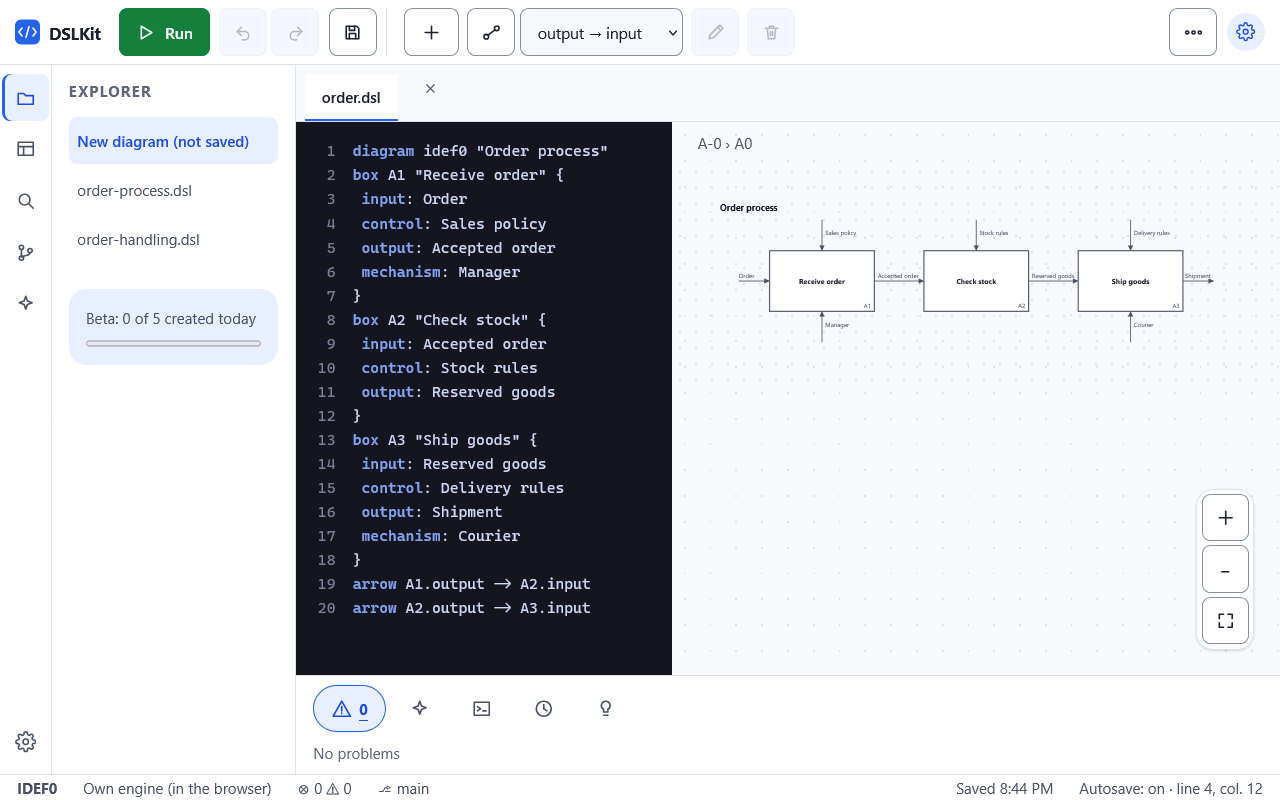 DSLKit
Run
output → input
EXPLORER
New diagram (not saved)
order-process.dsl
order-handling.dsl
Beta: 0 of 5 created today
order.dsl
1 diagram idef0 "Order process"
2 box A1 "Receive order" {
3 input: Order
4 control: Sales policy
5 output: Accepted order
6 mechanism: Manager
7 }
8 box A2 "Check stock" {
9 input: Accepted order
10 control: Stock rules
11 output: Reserved goods
12 }
13 box A3 "Ship goods" {
14 input: Reserved goods
15 control: Delivery rules
16 output: Shipment
17 mechanism: Courier
18 }
19 arrow A1.output —> A2.input
20 arrow A2.output —> A3.input
A-0 › A0
Order process
Sales policy
Stock rules
Delivery rules
Order
Receive order
A1
Accepted order
Check stock
A2
Reserved goods
Ship goods
A3
Shipment
Manager
Courier
0
No problems
IDEF0
Own engine (in the browser)
0
0
main
Saved 8:44 PM
Autosave: on · line 4, col. 12